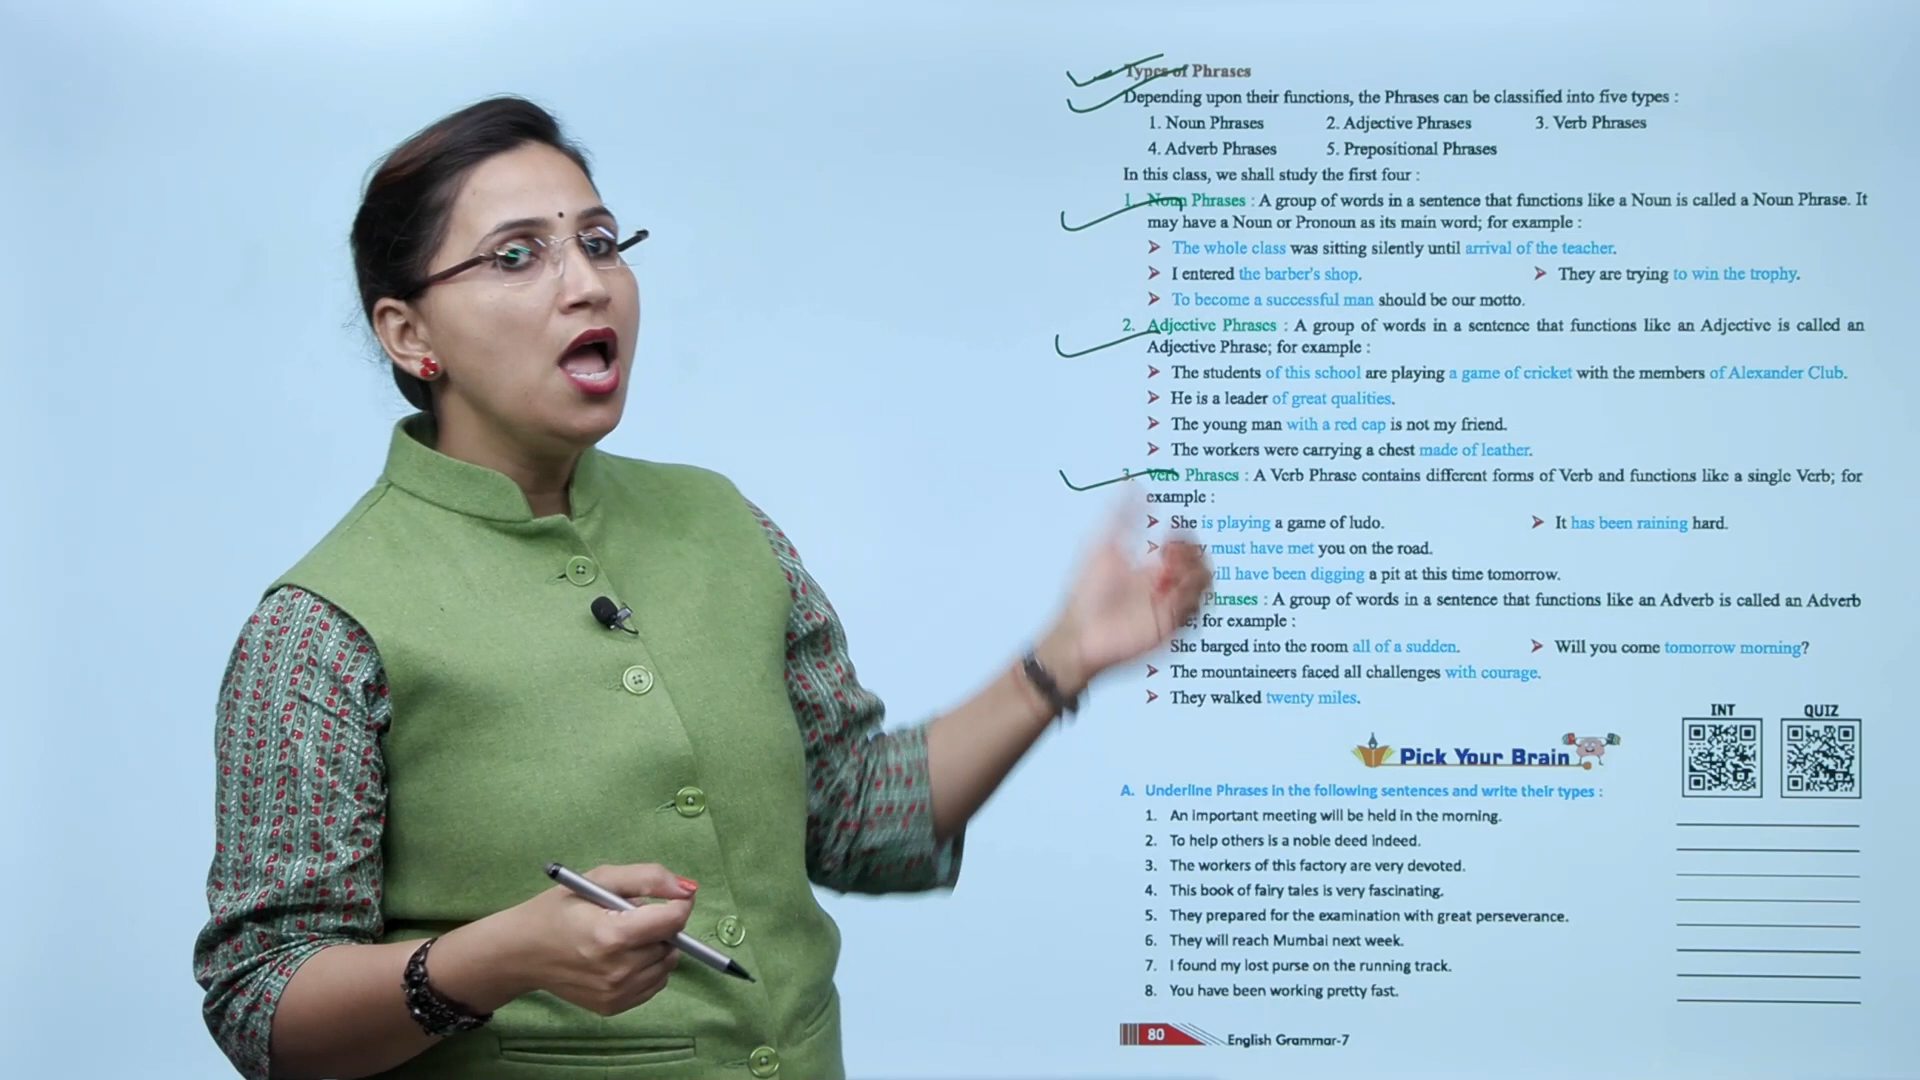 Types of Phrases
Depending upon their functions, the Phrases can be classified into five types :
1. Noun Phrases 2. Adjective Phrases 3. Verb Phrases
4. Adverb Phrases 5. Prepositional Phrases
In this class, we shall study the first four :
1. Noun Phrases : A group of words in a sentence that functions like a Noun is called a Noun Phrase. It
may have a Noun or Pronoun as its main word; for example :
The whole class was sitting silently until arrival of the teacher.
I entered the barber's shop. They are trying to win the trophy.
To become a successful man should be our motto.
2. Adjective Phrases : A group of words in a sentence that functions like an Adjective is called an
Adjective Phrase; for example :
The students of this school are playing a game of cricket with the members of Alexander Club.
He is a leader of great qualities.
The young man with a red cap is not my friend.
The workers were carrying a chest made of leather.
3. Verb Phrases : A Verb Phrase contains different forms of Verb and functions like a single Verb; for
example :
She is playing a game of ludo. It has been raining hard.
must have met you on the road.
have been digging a pit at this time tomorrow.
Phrases : A group of words in a sentence that functions like an Adverb is called an Adverb
for example :
She barged into the room all of a sudden. Will you come tomorrow morning?
The mountaineers faced all challenges with courage.
They walked twenty miles.
INT QUIZ
Pick Your Brain
A. Underline Phrases in the following sentences and write their types :
1. An important meeting will be held in the morning.
2. To help others is a noble deed indeed.
3. The workers of this factory are very devoted.
4. This book of fairy tales is very fascinating.
5. They prepared for the examination with great perseverance.
6. They will reach Mumbai next week.
7. I found my lost purse on the running track.
8. You have been working pretty fast.
80 English Grammar-7